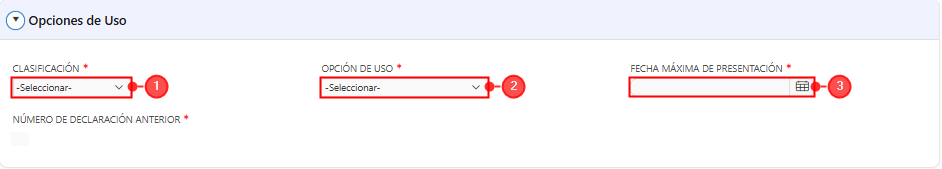 Opciones de Uso
CLASIFICACIÓN * OPCIÓN DE USO * FECHA MÁXIMA DE PRESENTACIÓN *
-Seleccionar- 1 -Seleccionar- 2 3
NÚMERO DE DECLARACIÓN ANTERIOR *